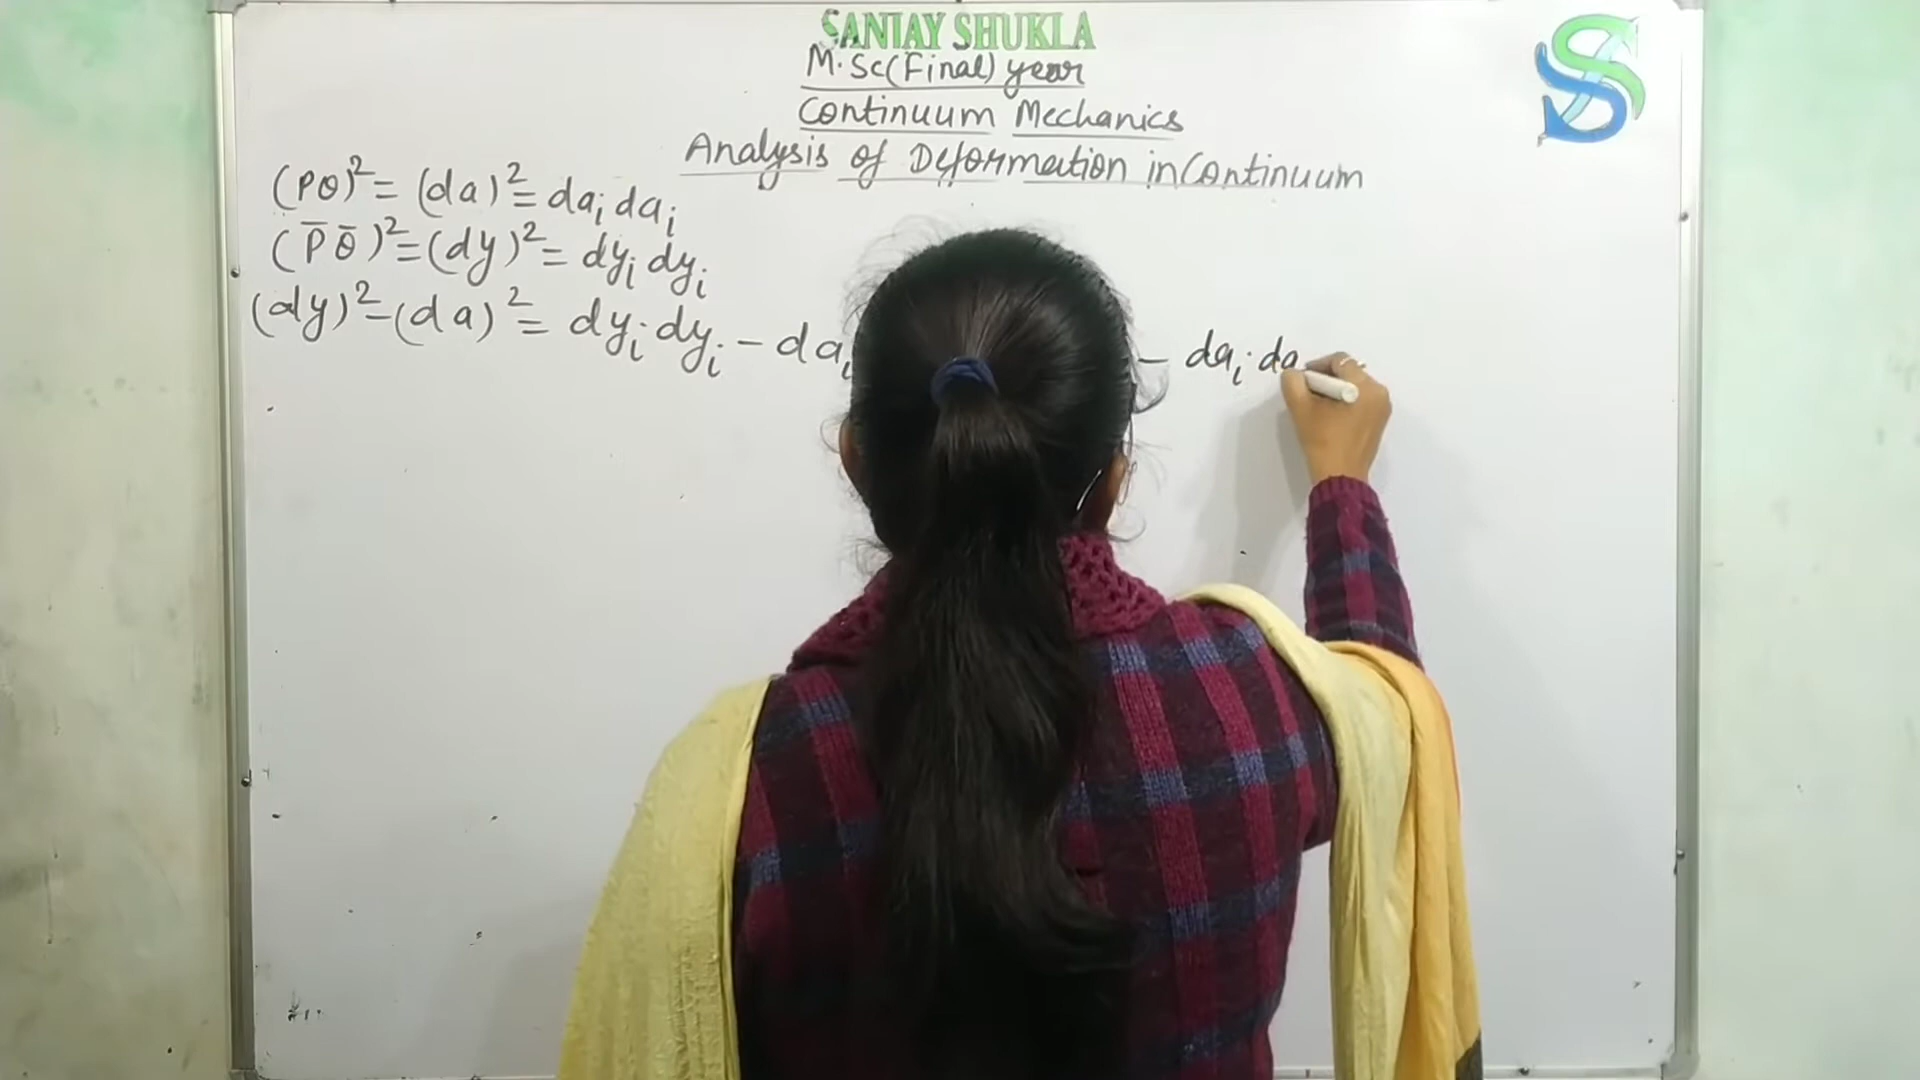 SANJAY SHUKLA
M.Sc(Final) year
Continuum Mechanics
Analysis of Deformation in Continuum
(PQ)² = (da)² = daᵢ daᵢ
(P̄Q̄)² = (dy)² = dyᵢ dyᵢ
(dy)² - (da)² = dyᵢ dyᵢ - daᵢ - daᵢ da
SS